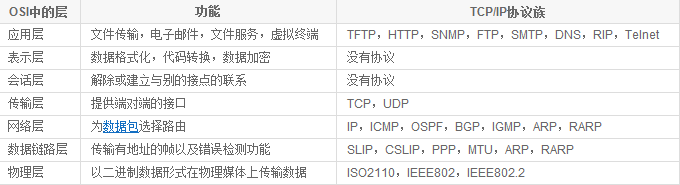 OSI中的层 功能 TCP/IP协议族
应用层 文件传输，电子邮件，文件服务，虚拟终端 TFTP，HTTP，SNMP，FTP，SMTP，DNS，RIP，Telnet
表示层 数据格式化，代码转换，数据加密 没有协议
会话层 解除或建立与别的接点的联系 没有协议
传输层 提供端对端的接口 TCP，UDP
网络层 为数据包选择路由 IP，ICMP，OSPF，BGP，IGMP，ARP，RARP
数据链路层 传输有地址的帧以及错误检测功能 SLIP，CSLIP，PPP，MTU，ARP，RARP
物理层 以二进制数据形式在物理媒体上传输数据 ISO2110，IEEE802，IEEE802.2